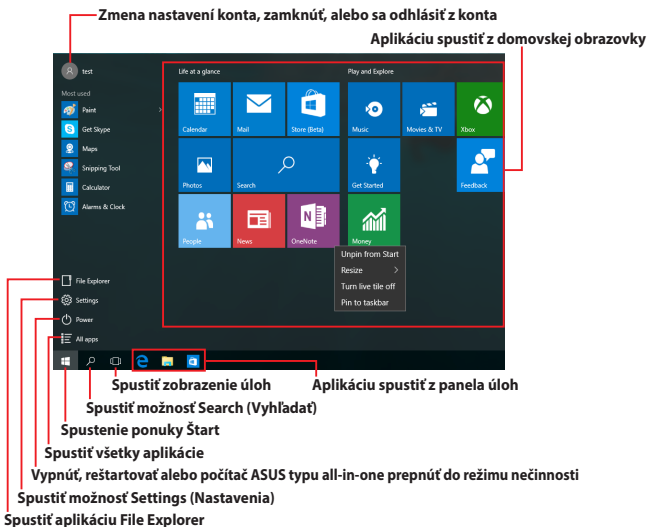 Zmena nastavení konta, zamknúť, alebo sa odhlásiť z konta
Aplikáciu spustiť z domovskej obrazovky
test
Life at a glance
Play and Explore
Most used
Paint
Get Skype
Maps
Snipping Tool
Calculator
Alarms & Clock
Calendar
Mail
Store (Beta)
Music
Movies & TV
Xbox
Photos
Search
Get Started
Feedback
People
News
OneNote
Money
Unpin from Start
Resize
Turn live tile off
Pin to taskbar
File Explorer
Settings
Power
All apps
Spustiť zobrazenie úloh
Aplikáciu spustiť z panela úloh
Spustiť možnosť Search (Vyhľadať)
Spustenie ponuky Štart
Spustiť všetky aplikácie
Vypnúť, reštartovať alebo počítač ASUS typu all-in-one prepnúť do režimu nečinnosti
Spustiť možnosť Settings (Nastavenia)
Spustiť aplikáciu File Explorer